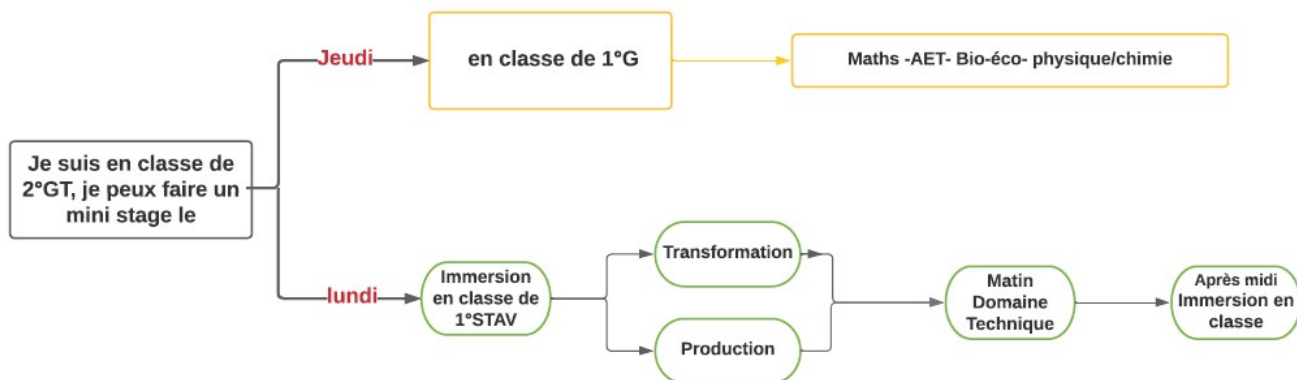 Jeudi
en classe de 1°G
Maths -AET- Bio-éco- physique/chimie
Je suis en classe de
2°GT, je peux faire un
mini stage le
lundi
Immersion
en classe de
1°STAV
Transformation
Production
Matin
Domaine
Technique
Après midi
Immersion en
classe